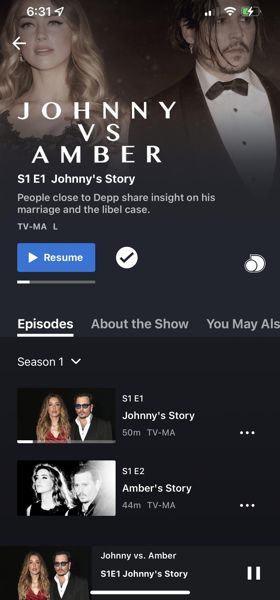 6:31
JOHNNY
VS
AMBER
S1 E1 Johnny's Story
People close to Depp share insight on his
marriage and the libel case.
TV-MA L
Resume
Episodes About the Show You May Als
Season 1
S1 E1
Johnny's Story
50m TV-MA
S1 E2
Amber's Story
44m TV-MA
Johnny vs. Amber
S1E1 Johnny's Story